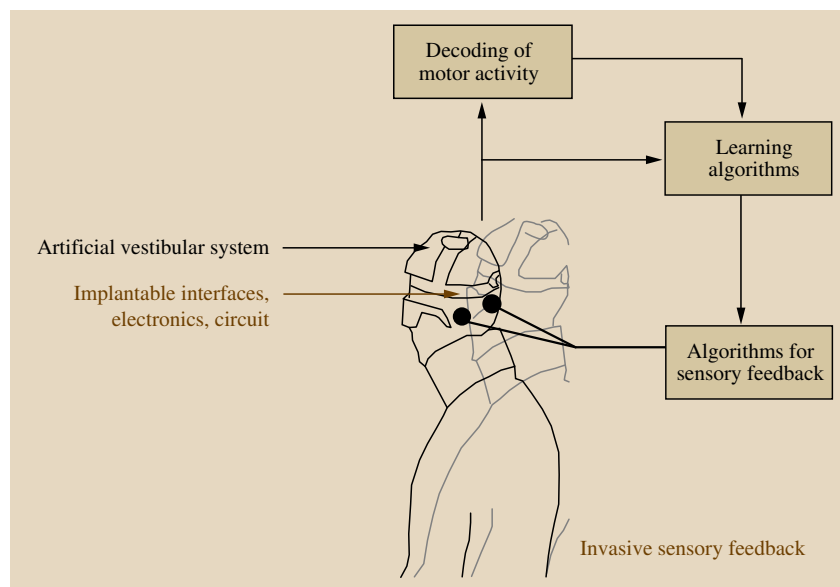 Decoding of
motor activity
Learning
algorithms
Artificial vestibular system
Implantable interfaces,
electronics, circuit
Algorithms for
sensory feedback
Invasive sensory feedback